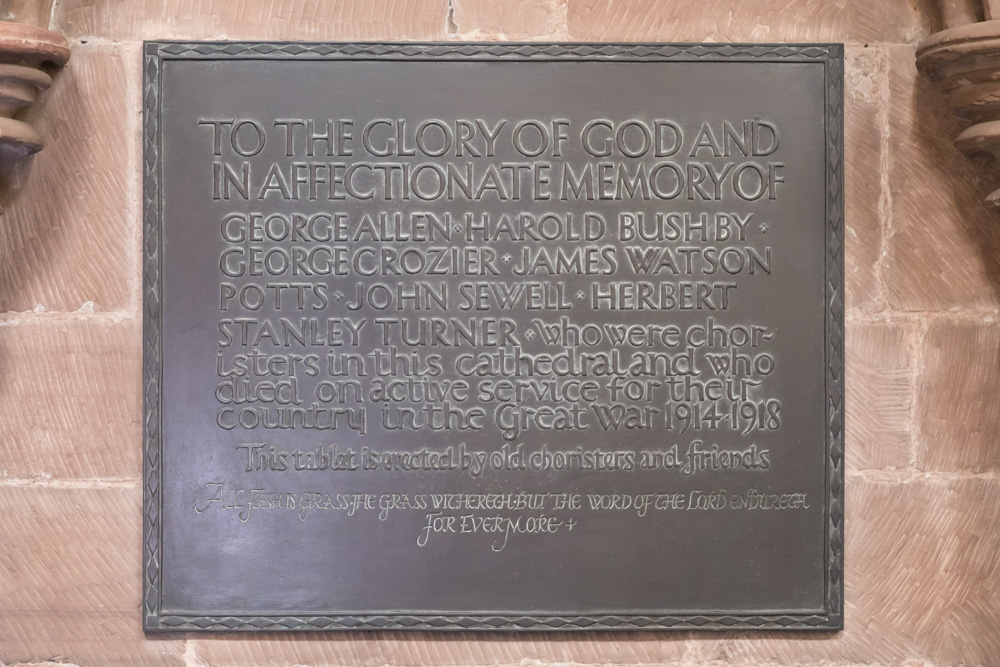 TO THE GLORY OF GOD AND
IN AFFECTIONATE MEMORY OF
GEORGE ALLEN · HAROLD BUSHBY ·
GEORGE CROZIER · JAMES WATSON
POTTS · JOHN SEWELL · HERBERT
STANLEY TURNER · who were chor-
isters in this cathedral and who
died on active service for their
country in the Great War 1914-1918
This tablet is erected by old choristers and friends
ALL FLESH IS GRASS THE GRASS WITHERETH BUT THE WORD OF THE LORD ENDURETH
FOR EVERMORE +